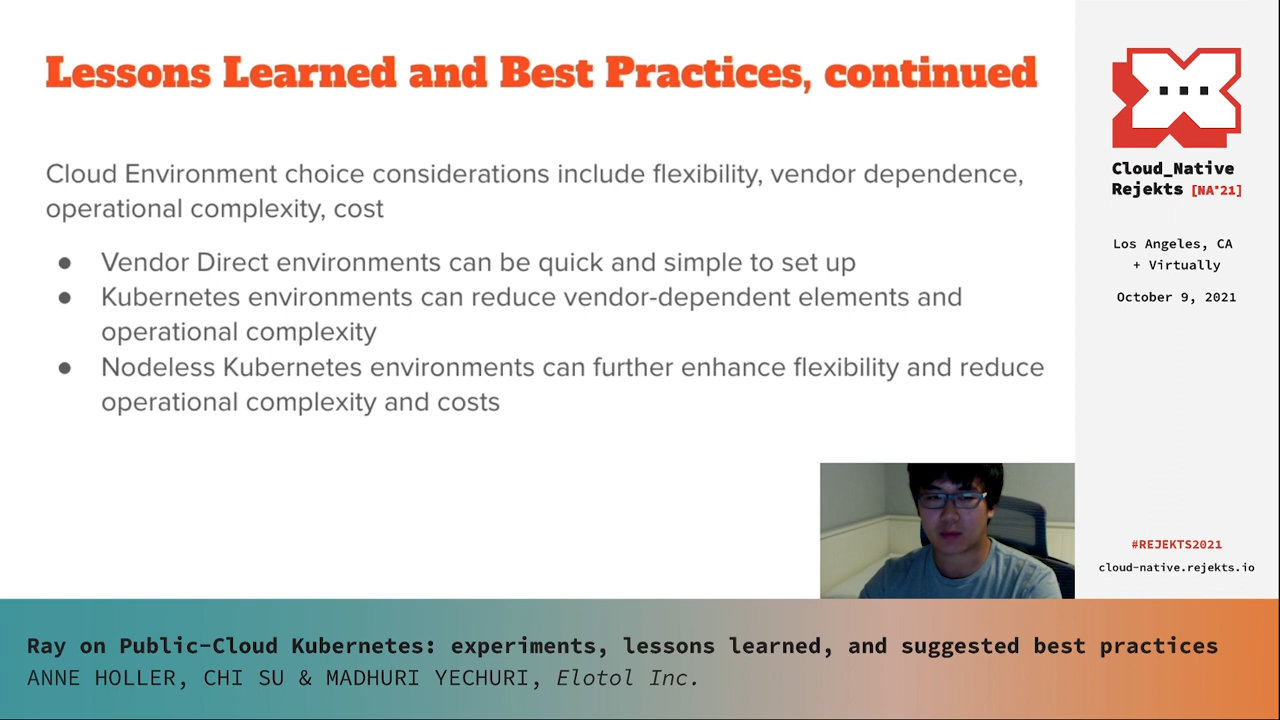 Lessons Learned and Best Practices, continued
Cloud Environment choice considerations include flexibility, vendor dependence,
operational complexity, cost
● Vendor Direct environments can be quick and simple to set up
● Kubernetes environments can reduce vendor-dependent elements and
operational complexity
● Nodeless Kubernetes environments can further enhance flexibility and reduce
operational complexity and costs
Cloud_Native
Rejekts [NA'21]
Los Angeles, CA
+ Virtually
October 9, 2021
#REJEKTS2021
cloud-native.rejekts.io
Ray on Public-Cloud Kubernetes: experiments, lessons learned, and suggested best practices
ANNE HOLLER, CHI SU & MADHURI YECHURI, Elotol Inc.